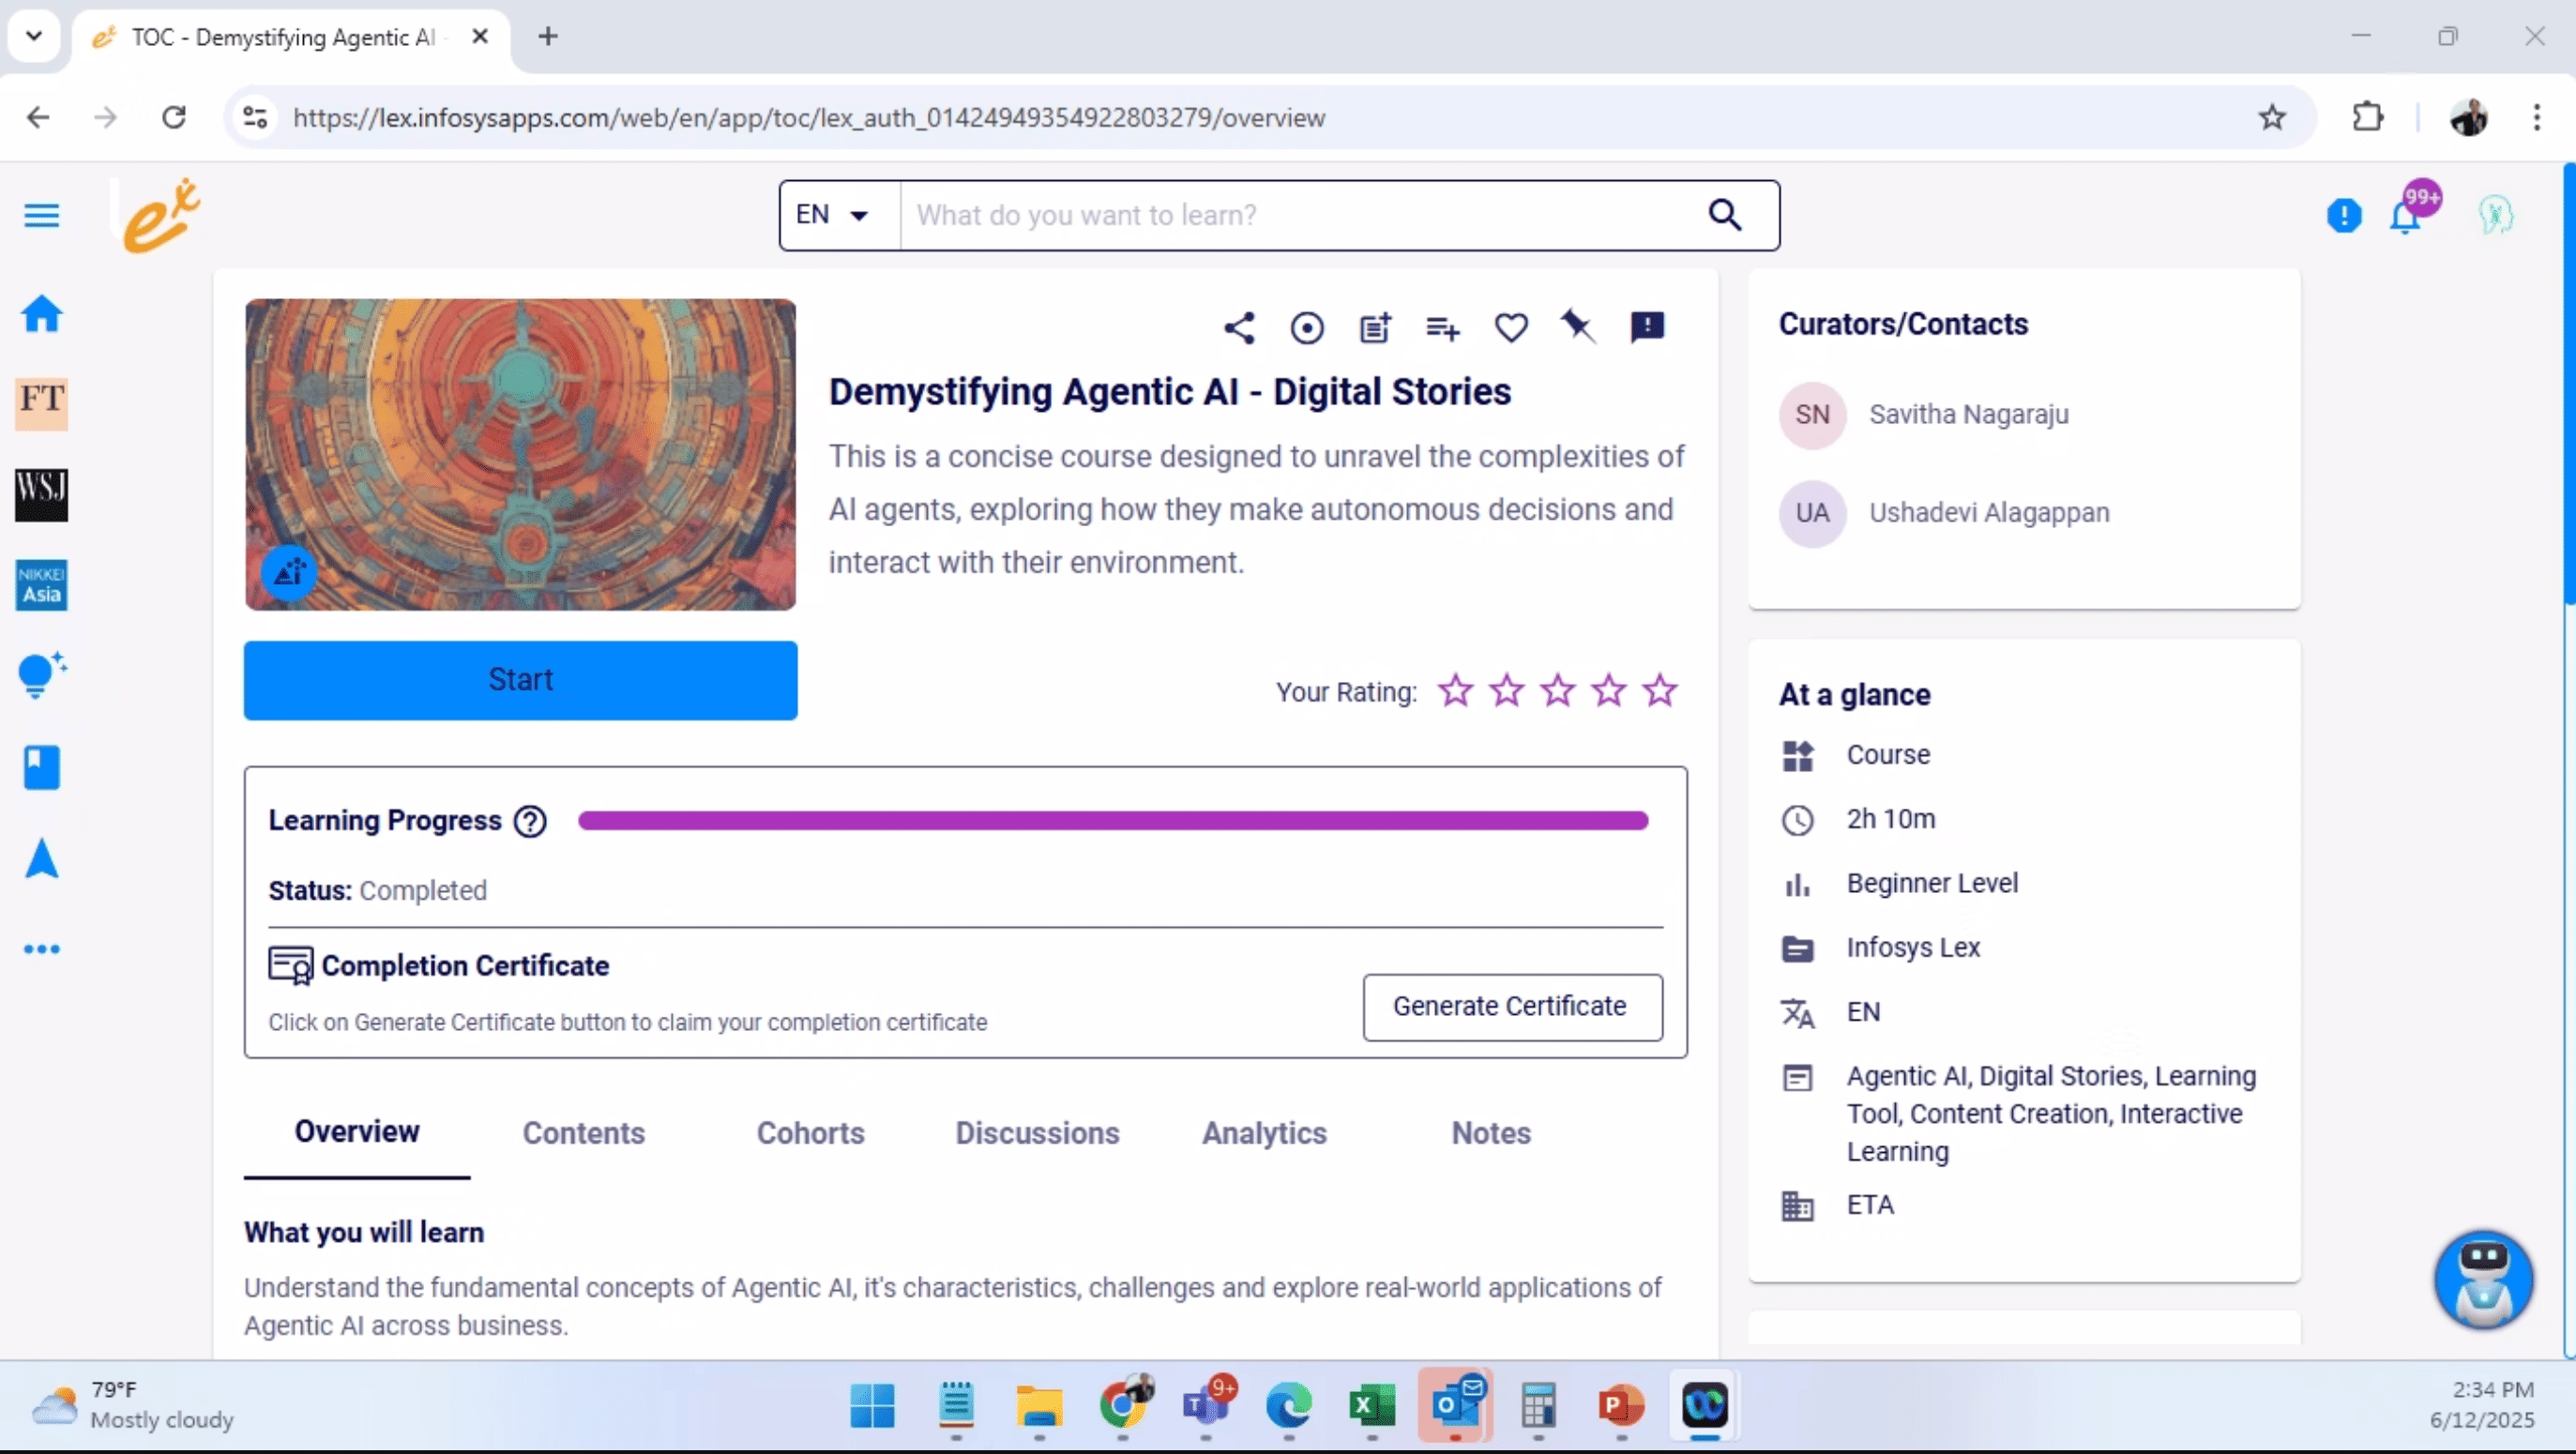 TOC - Demystifying Agentic AI
https://lex.infosysapps.com/web/en/app/toc/lex_auth_01424949354922803279/overview
ex
EN
What do you want to learn?
99+
FT
WSJ
NIKKEI
Asia
Ai
Demystifying Agentic AI - Digital Stories
This is a concise course designed to unravel the complexities of
AI agents, exploring how they make autonomous decisions and
interact with their environment.
Start
Your Rating:
Learning Progress ?
Status: Completed
Completion Certificate
Click on Generate Certificate button to claim your completion certificate
Generate Certificate
Overview
Contents
Cohorts
Discussions
Analytics
Notes
What you will learn
Understand the fundamental concepts of Agentic AI, it's characteristics, challenges and explore real-world applications of
Agentic AI across business.
Curators/Contacts
SN Savitha Nagaraju
UA Ushadevi Alagappan
At a glance
Course
2h 10m
Beginner Level
Infosys Lex
EN
Agentic AI, Digital Stories, Learning
Tool, Content Creation, Interactive
Learning
ETA
79°F
Mostly cloudy
9+
2:34 PM
6/12/2025